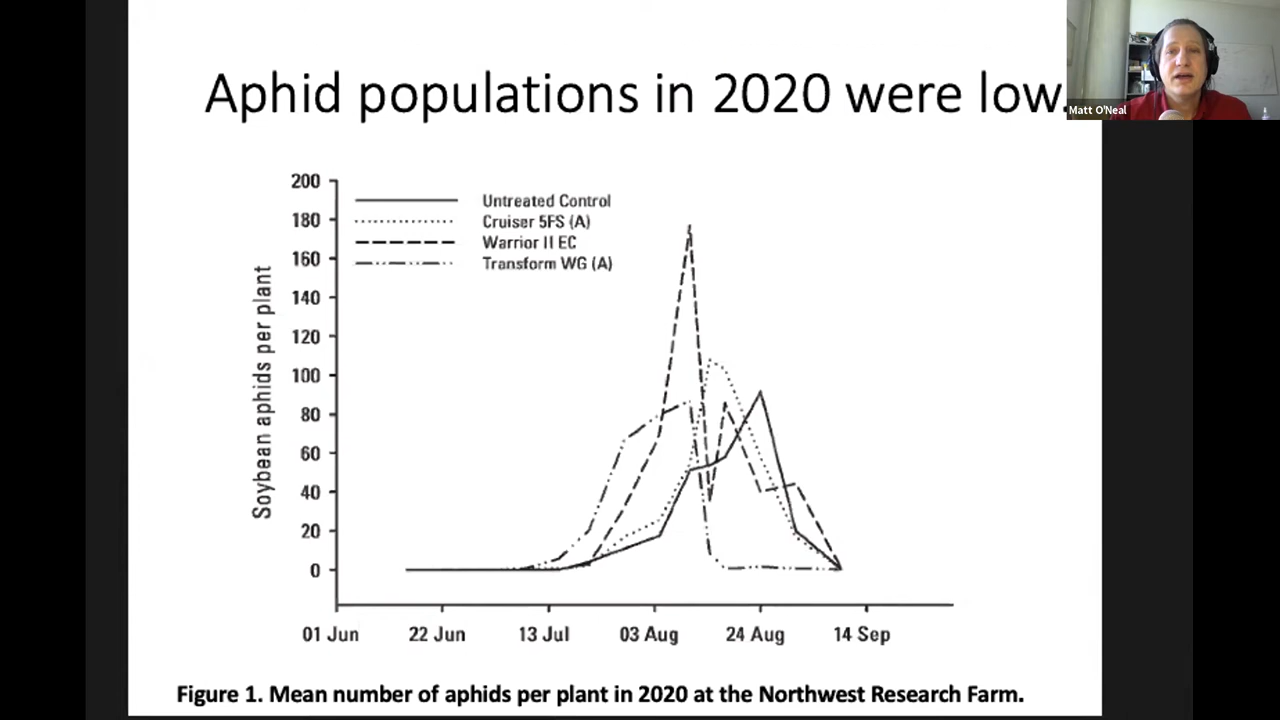 Aphid populations in 2020 were low.
Matt O'Neal
200
180
160
140
120
100
80
60
40
20
0
Soybean aphids per plant
Untreated Control
Cruiser 5FS (A)
Warrior II EC
Transform WG (A)
01 Jun 22 Jun 13 Jul 03 Aug 24 Aug 14 Sep
Figure 1. Mean number of aphids per plant in 2020 at the Northwest Research Farm.